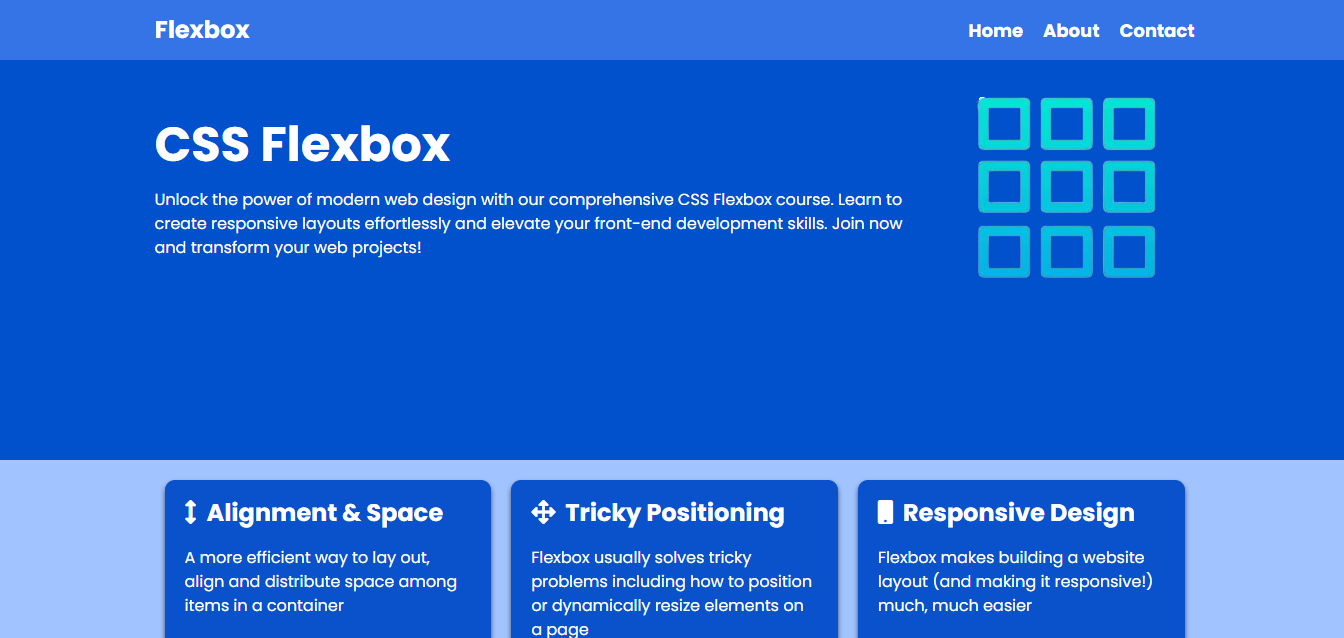 Flexbox
Home About Contact
CSS Flexbox
Unlock the power of modern web design with our comprehensive CSS Flexbox course. Learn to
create responsive layouts effortlessly and elevate your front-end development skills. Join now
and transform your web projects!
Alignment & Space
A more efficient way to lay out,
align and distribute space among
items in a container
Tricky Positioning
Flexbox usually solves tricky
problems including how to position
or dynamically resize elements on
a page
Responsive Design
Flexbox makes building a website
layout (and making it responsive!)
much, much easier